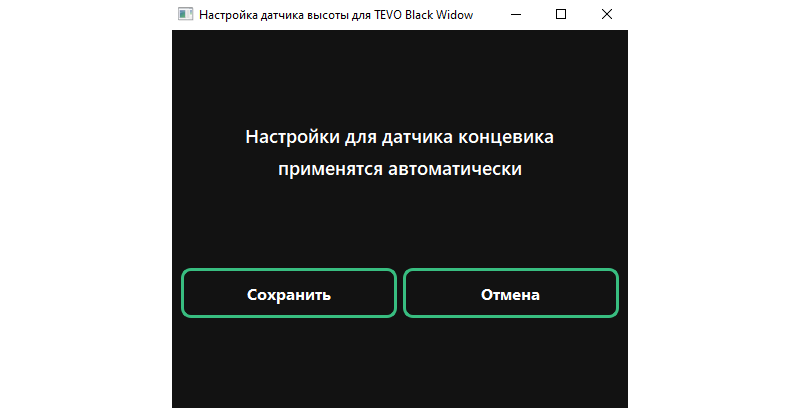 Настройка датчика высоты для TEVO Black Widow
Настройки для датчика концевика
применятся автоматически
Сохранить
Отмена